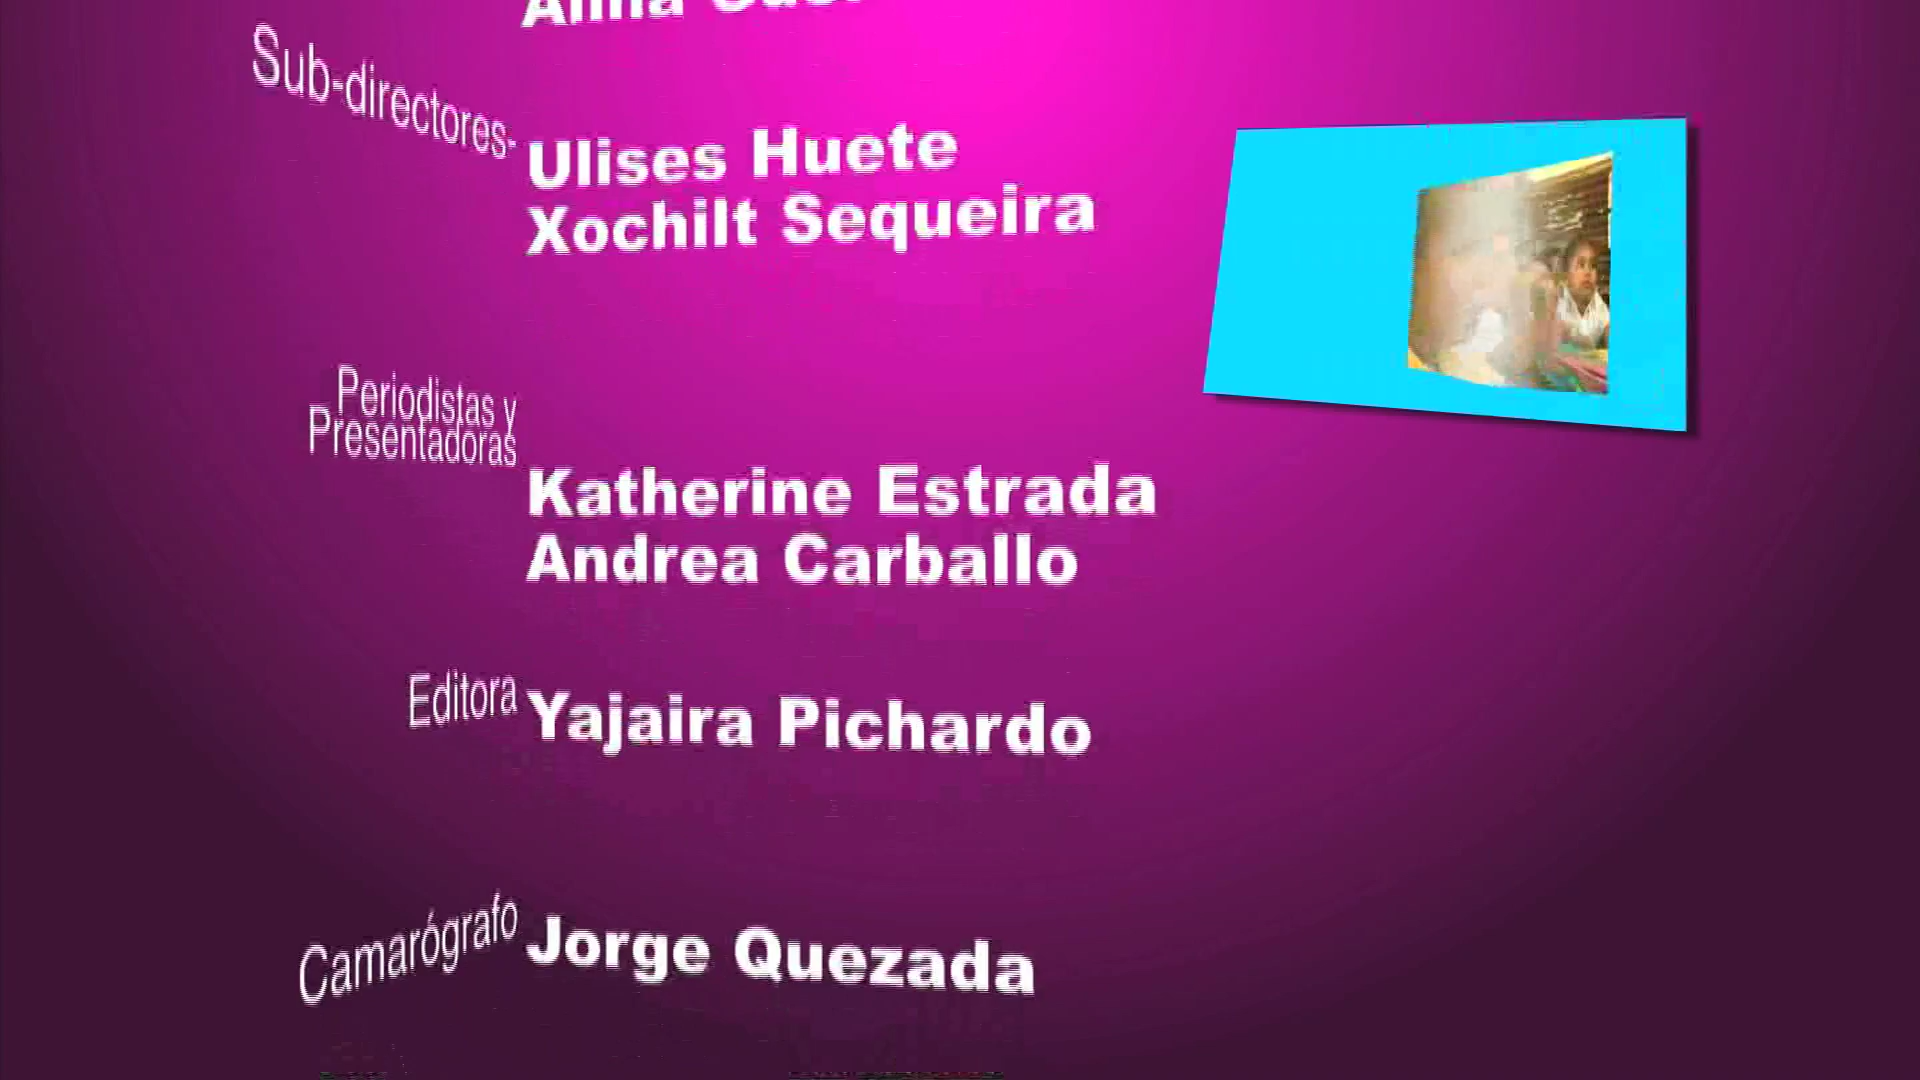 Sub-directores-
Ulises Huete
Xochilt Sequeira
Periodistas y
Presentadoras
Katherine Estrada
Andrea Carballo
Editora Yajaira Pichardo
Camarógrafo Jorge Quezada